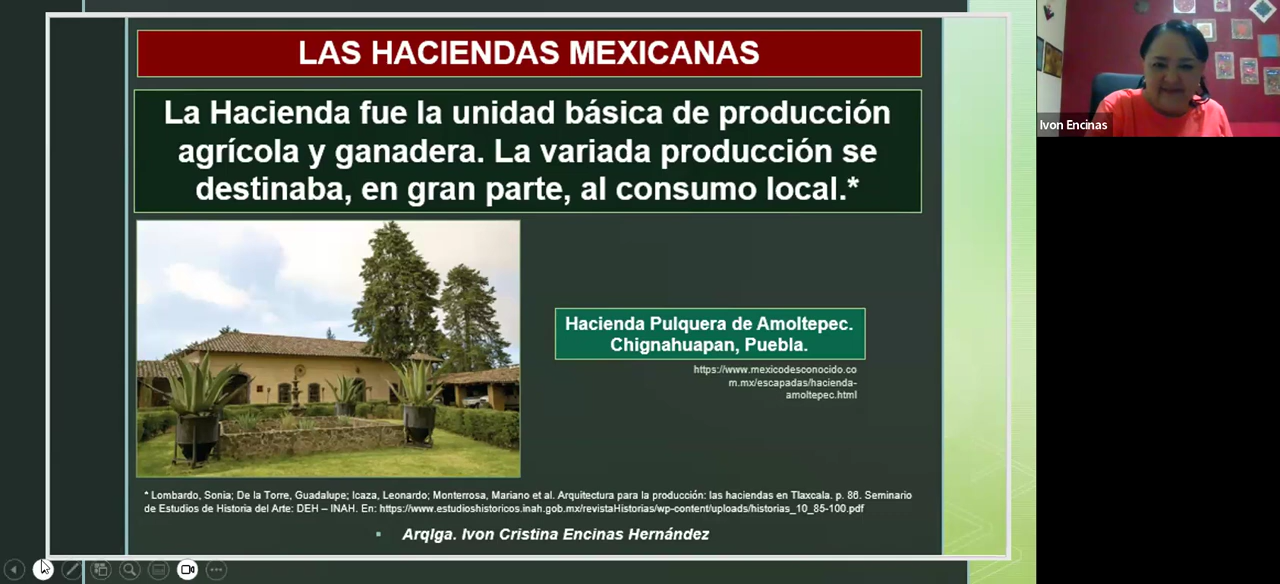 LAS HACIENDAS MEXICANAS
La Hacienda fue la unidad básica de producción
agrícola y ganadera. La variada producción se
destinaba, en gran parte, al consumo local.*
Hacienda Pulquera de Amoltepec.
Chignahuapan, Puebla.
https://www.mexicodesconocido.co
m.mx/escapadas/hacienda-
amoltepec.html
* Lombardo, Sonia; De la Torre, Guadalupe; Icaza, Leonardo; Monterrosa, Mariano et al. Arquitectura para la producción: las haciendas en Tlaxcala. p. 86. Seminario
de Estudios de Historia del Arte: DEH – INAH. En: https://www.estudioshistoricos.inah.gob.mx/revistaHistorias/wp-content/uploads/historias_10_85-100.pdf
▪ Arqlga. Ivon Cristina Encinas Hernández
Ivon Encinas